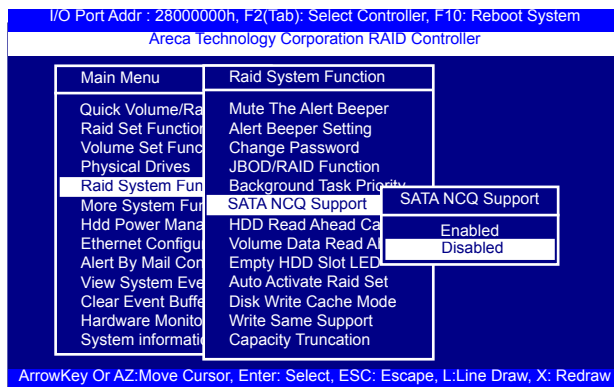 I/O Port Addr : 28000000h, F2(Tab): Select Controller, F10: Reboot System
Areca Technology Corporation RAID Controller
Main Menu
Quick Volume/Ra
Raid Set Function
Volume Set Func
Physical Drives
Raid System Fun
More System Fun
Hdd Power Mana
Ethernet Configu
Alert By Mail Con
View System Eve
Clear Event Buffe
Hardware Monito
System informatio
Raid System Function
Mute The Alert Beeper
Alert Beeper Setting
Change Password
JBOD/RAID Function
Background Task Priority
SATA NCQ Support
HDD Read Ahead Ca
Volume Data Read A
Empty HDD Slot LED
Auto Activate Raid Set
Disk Write Cache Mode
Write Same Support
Capacity Truncation
SATA NCQ Support
Enabled
Disabled
ArrowKey Or AZ:Move Cursor, Enter: Select, ESC: Escape, L:Line Draw, X: Redraw